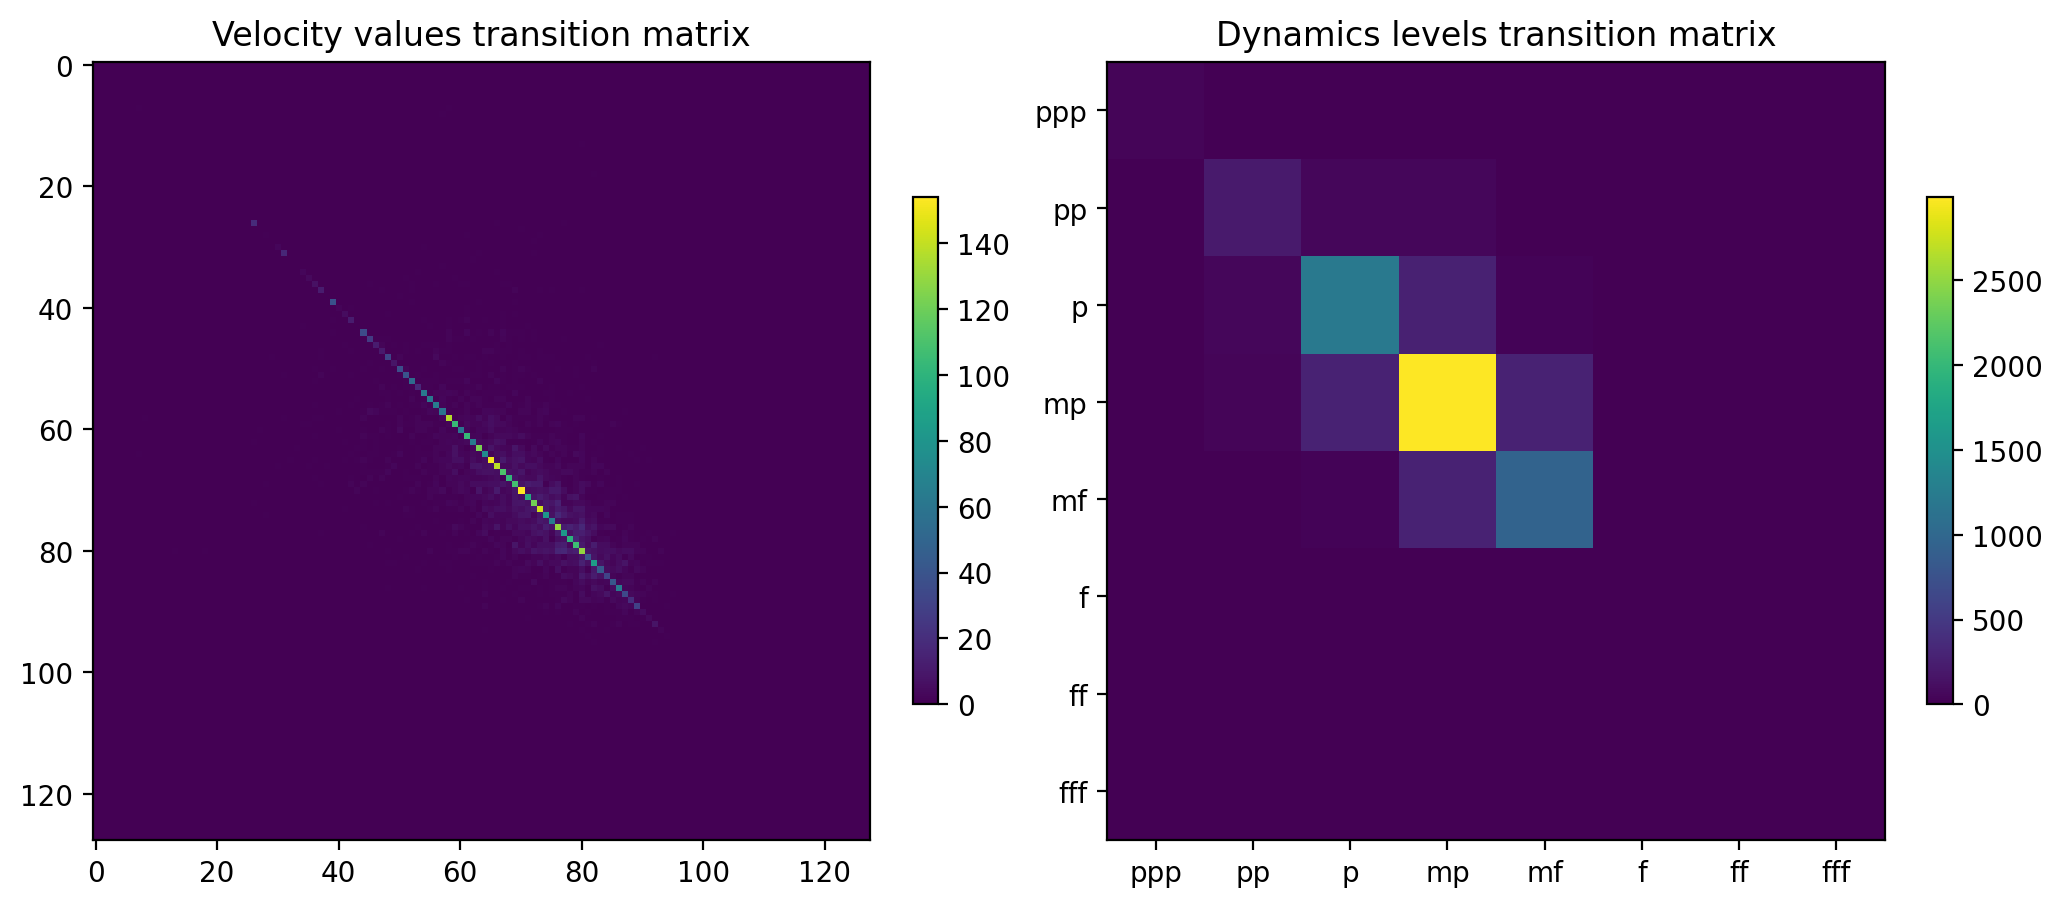 Velocity values transition matrix
0
20
40
60
80
100
120
0 20 40 60 80 100 120
140
120
100
80
60
40
20
0
Dynamics levels transition matrix
ppp
pp
p
mp
mf
f
ff
fff
ppp pp p mp mf f ff fff
2500
2000
1500
1000
500
0